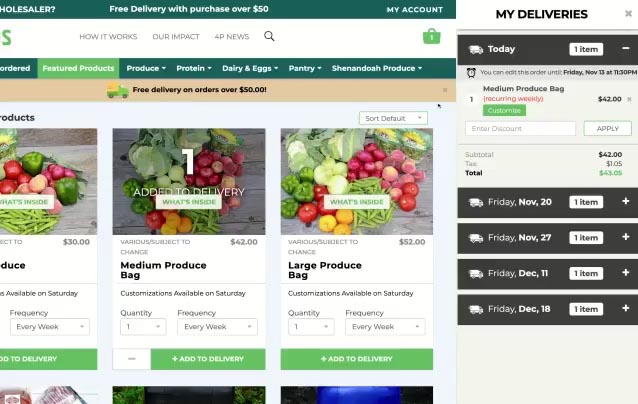 HOLESALER?
Free Delivery with purchase over $50
MY ACCOUNT
HOW IT WORKS
OUR IMPACT
4P NEWS
1
ordered
Featured Products
Produce
Protein
Dairy & Eggs
Pantry
Shenandoah Produce
Free delivery on orders over $50.00!
×
oducts
Sort Default
WHAT'S INSIDE
1
ADDED TO DELIVERY
WHAT'S INSIDE
WHAT'S INSIDE
ECT TO
$30.00
VARIOUS/SUBJECT TO
CHANGE
$42.00
VARIOUS/SUBJECT TO
CHANGE
$52.00
duce
Medium Produce
Bag
Large Produce
Bag
s Available on Saturday
Customizations Available on Saturday
Customizations Available on Saturday
Frequency
Every Week
Quantity
Frequency
1
Every Week
Quantity
Frequency
1
Every Week
DD TO DELIVERY
− + ADD TO DELIVERY
+ ADD TO DELIVERY
MY DELIVERIES
×
Today
1 item
−
You can edit this order until: Friday, Nov 13 at 11:30PM
1
Medium Produce Bag
(recurring weekly)
$42.00 ×
Customize
Enter Discount
APPLY
Subtotal
$42.00
Tax:
$1.05
Total
$43.05
Friday, Nov, 20
1 item
+
Friday, Nov, 27
1 item
+
Friday, Dec, 11
1 item
+
Friday, Dec, 18
1 item
+